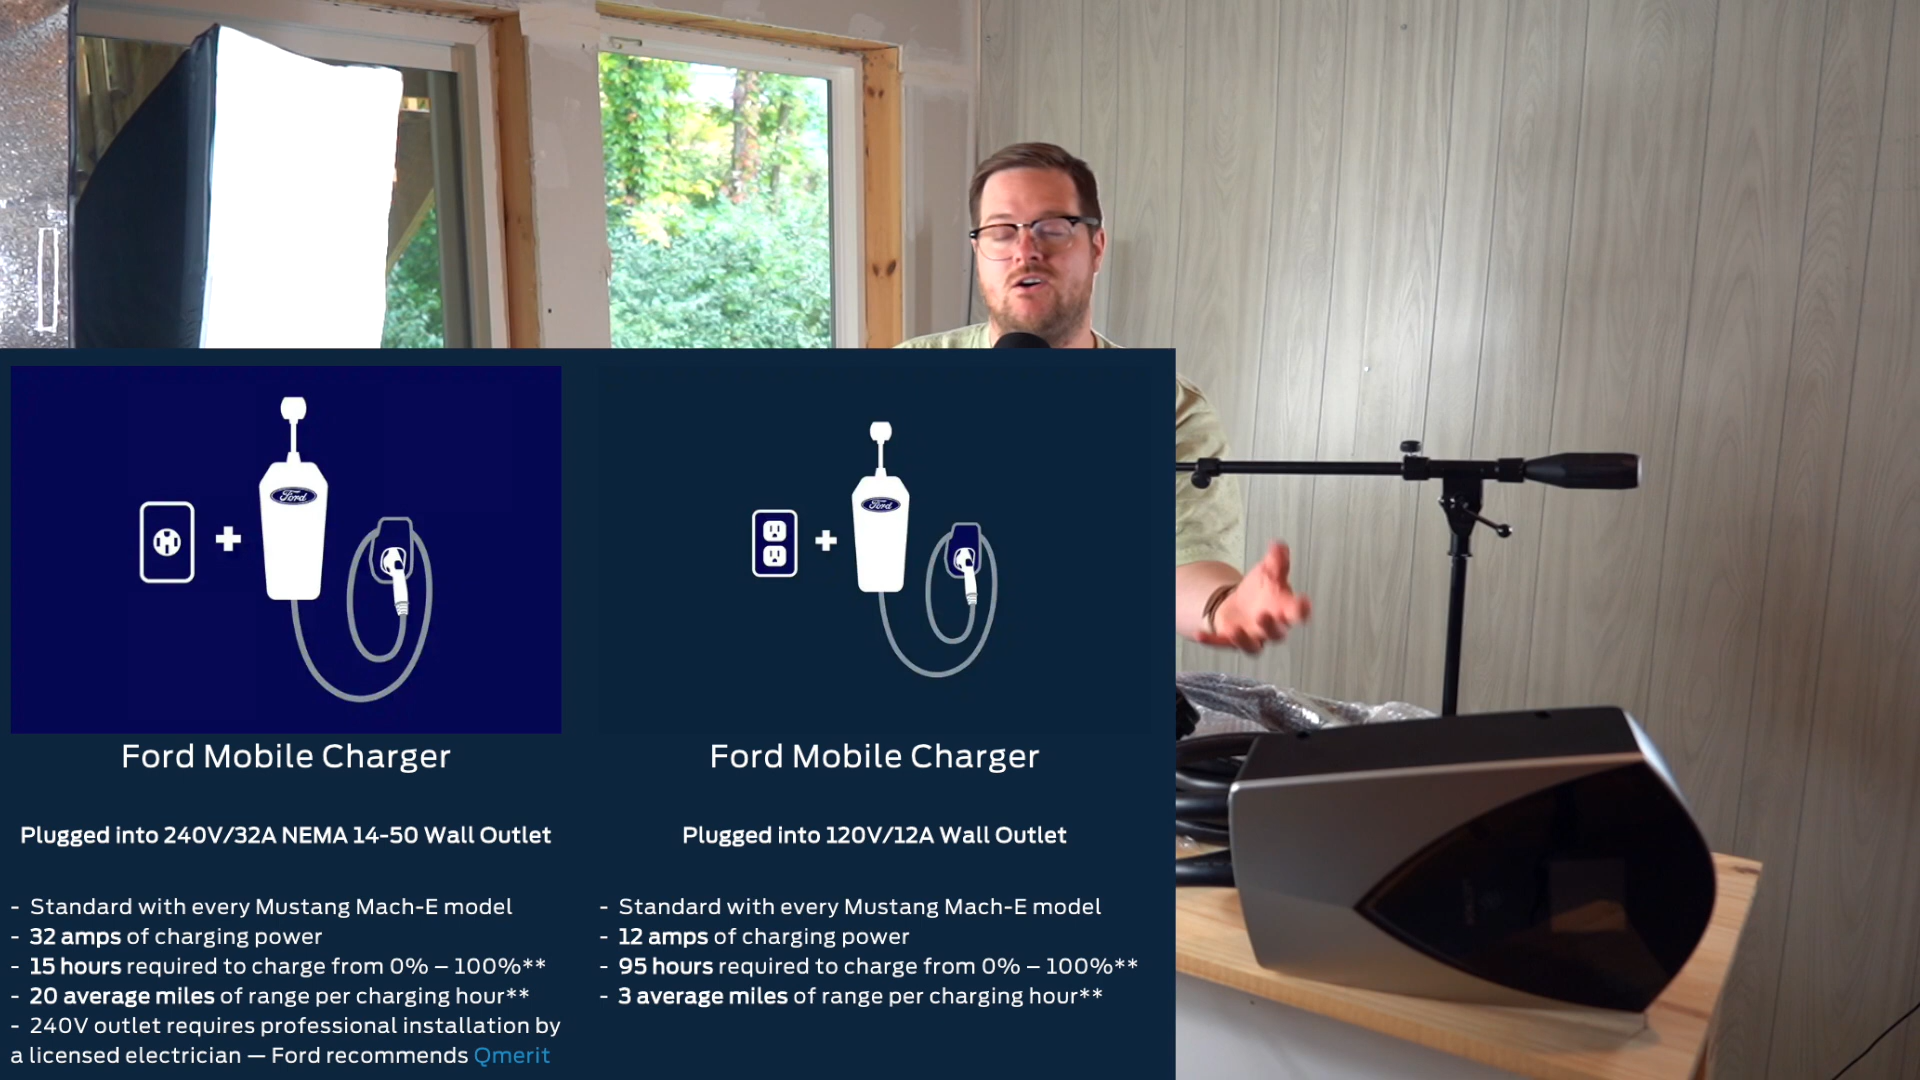 Ford
Ford Mobile Charger
Plugged into 240V/32A NEMA 14-50 Wall Outlet
- Standard with every Mustang Mach-E model
- 32 amps of charging power
- 15 hours required to charge from 0% – 100%**
- 20 average miles of range per charging hour**
- 240V outlet requires professional installation by
a licensed electrician — Ford recommends Qmerit
Ford
Ford Mobile Charger
Plugged into 120V/12A Wall Outlet
- Standard with every Mustang Mach-E model
- 12 amps of charging power
- 95 hours required to charge from 0% – 100%**
- 3 average miles of range per charging hour**